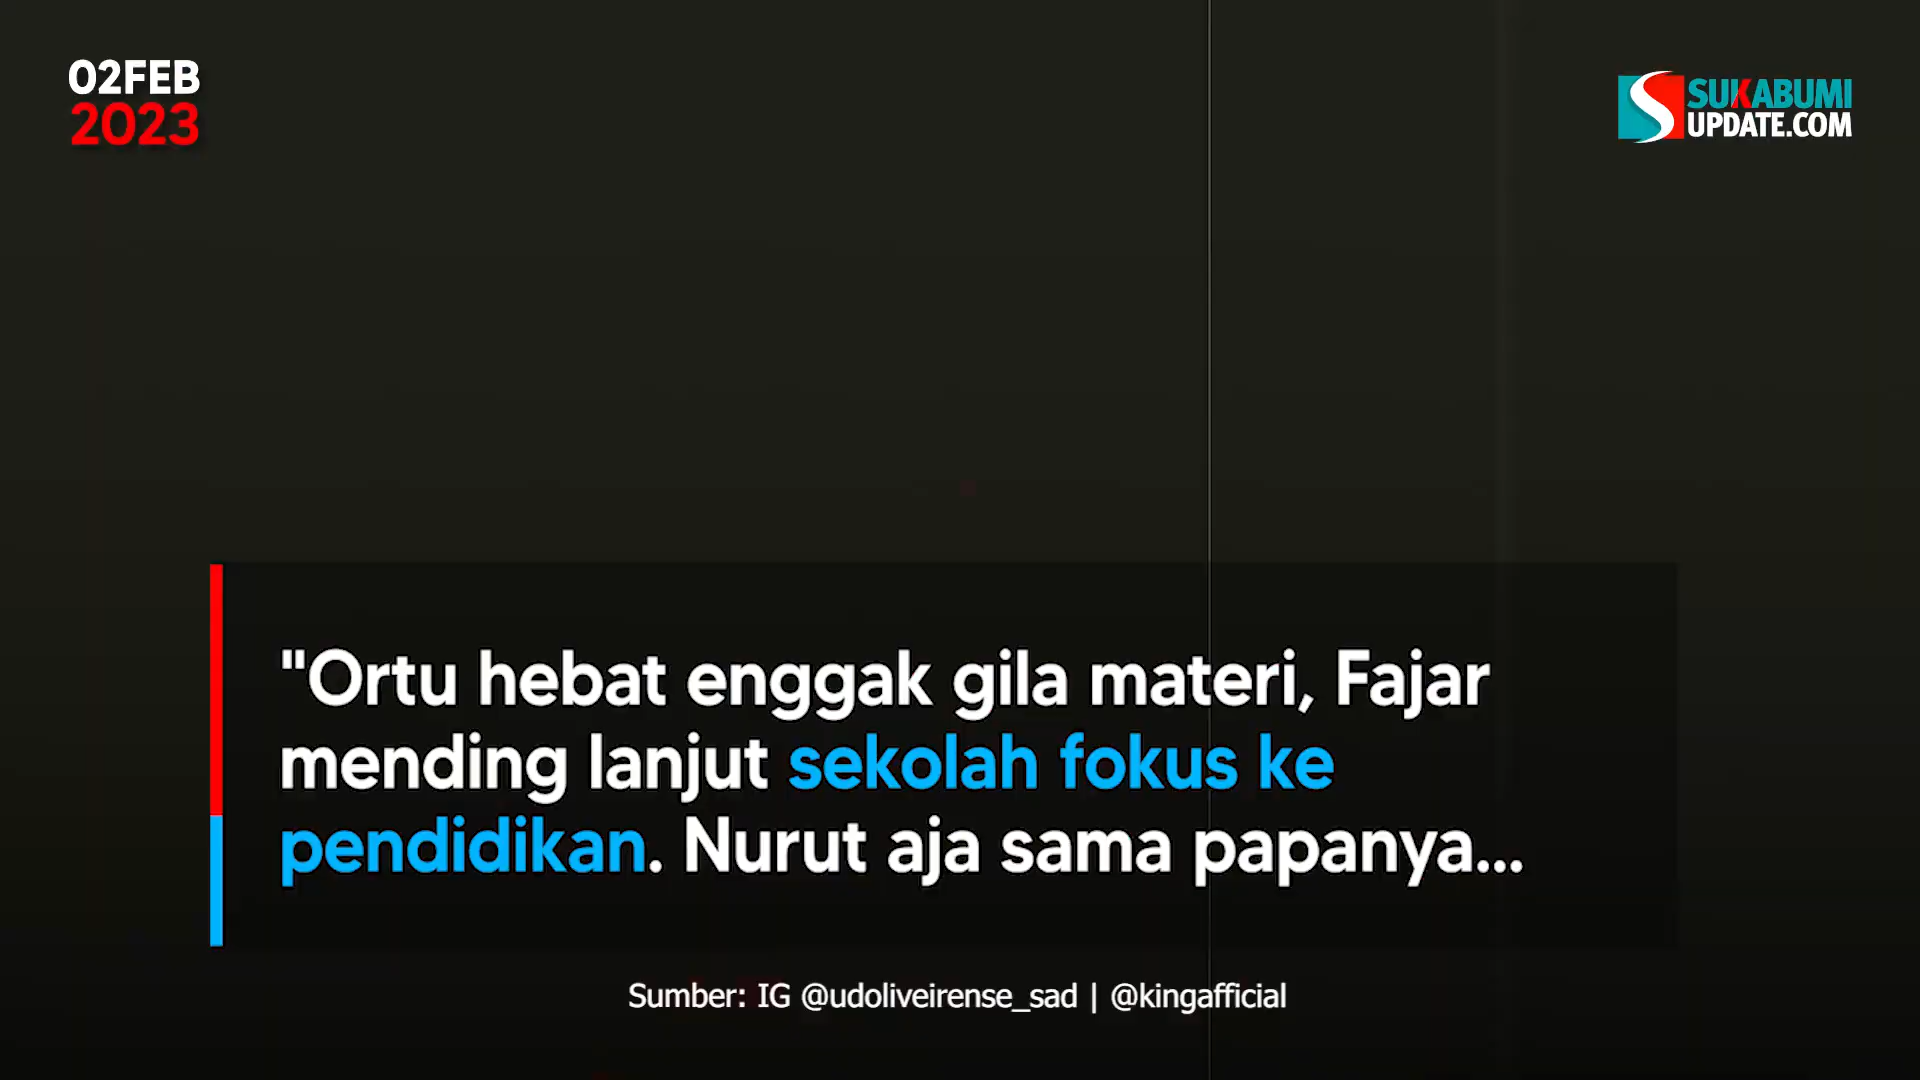 02FEB
2023
SUKABUMI
UPDATE.COM
"Ortu hebat enggak gila materi, Fajar
mending lanjut sekolah fokus ke
pendidikan. Nurut aja sama papanya...
Sumber: IG @udoliveirense_sad | @kingafficial